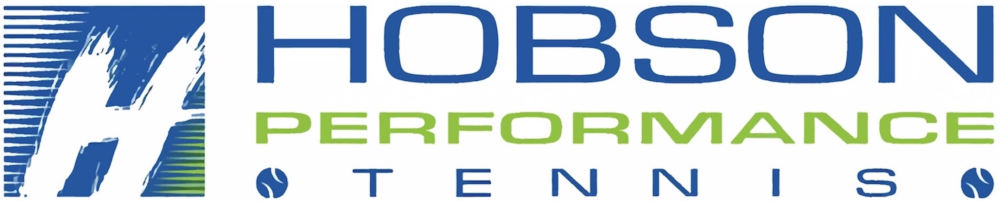 H
HOBSON
PERFORMANCE
TENNIS